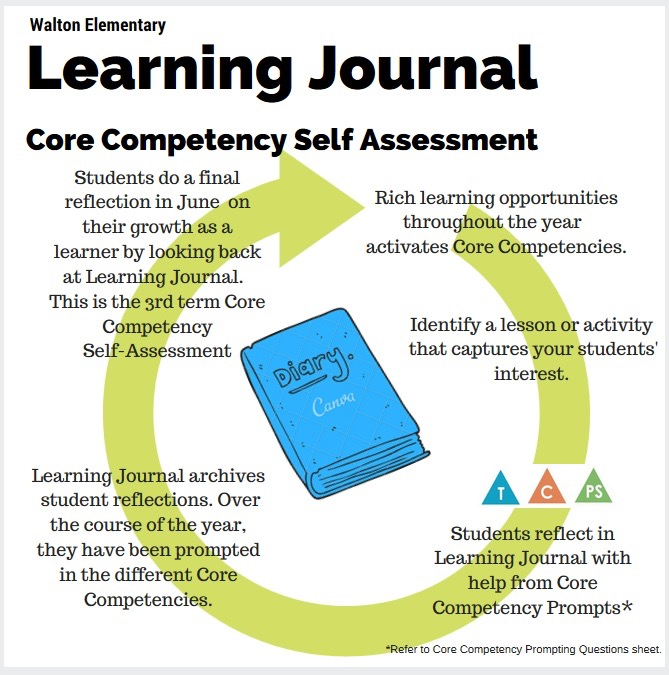 Walton Elementary
Learning Journal
Core Competency Self Assessment
Rich learning opportunities
throughout the year
activates Core Competencies.
Identify a lesson or activity
that captures your students'
interest.
T
C
PS
Students reflect in
Learning Journal with
help from Core
Competency Prompts*
*Refer to Core Competency Prompting Questions sheet.
Learning Journal archives
student reflections. Over
the course of the year,
they have been prompted
in the different Core
Competencies.
Students do a final
reflection in June on
their growth as a
learner by looking back
at Learning Journal.
This is the 3rd term Core
Competency
Self-Assessment
Diary.
Canva